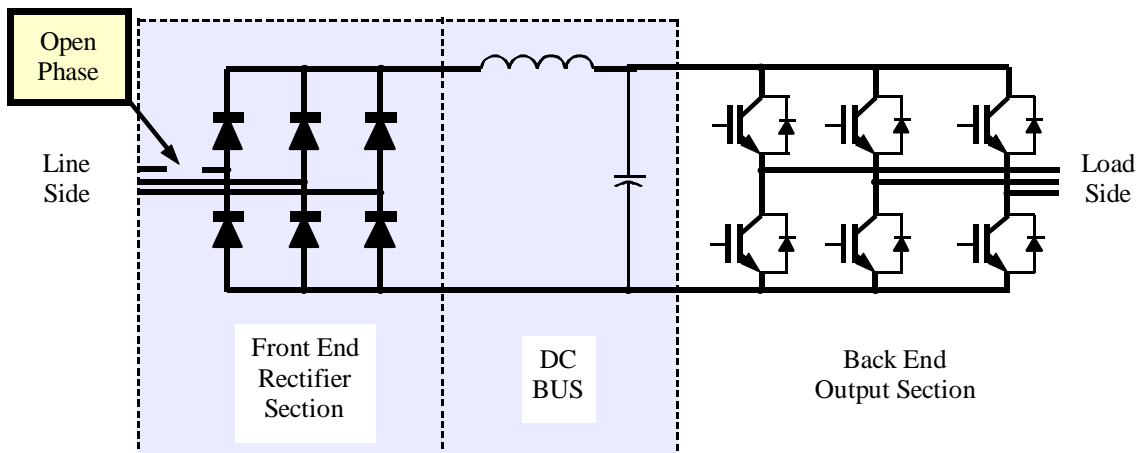 Open
Phase
Line
Side
Load
Side
Front End
Rectifier
Section
DC
BUS
Back End
Output Section